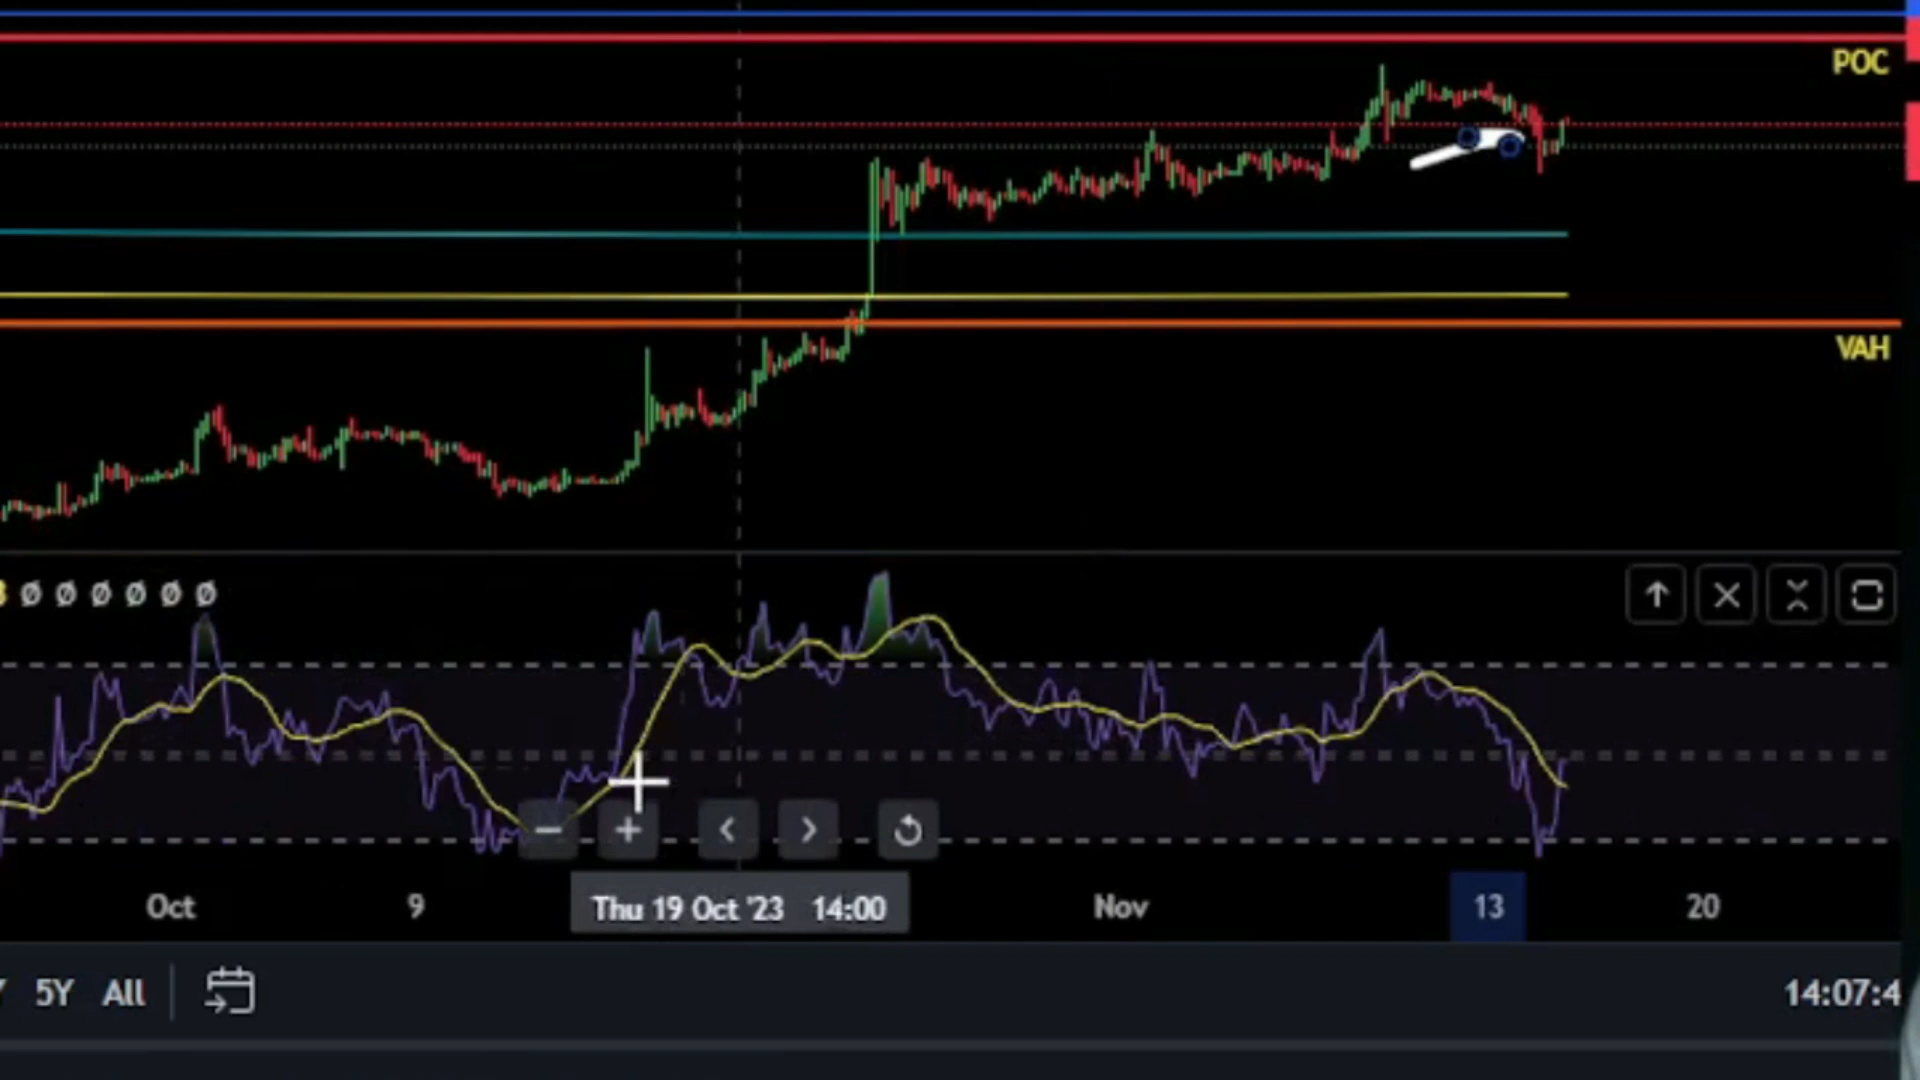 POC
VAH
Ø Ø Ø Ø Ø Ø
Oct 9 Thu 19 Oct '23 14:00 Nov 13 20
5Y All 14:07:4